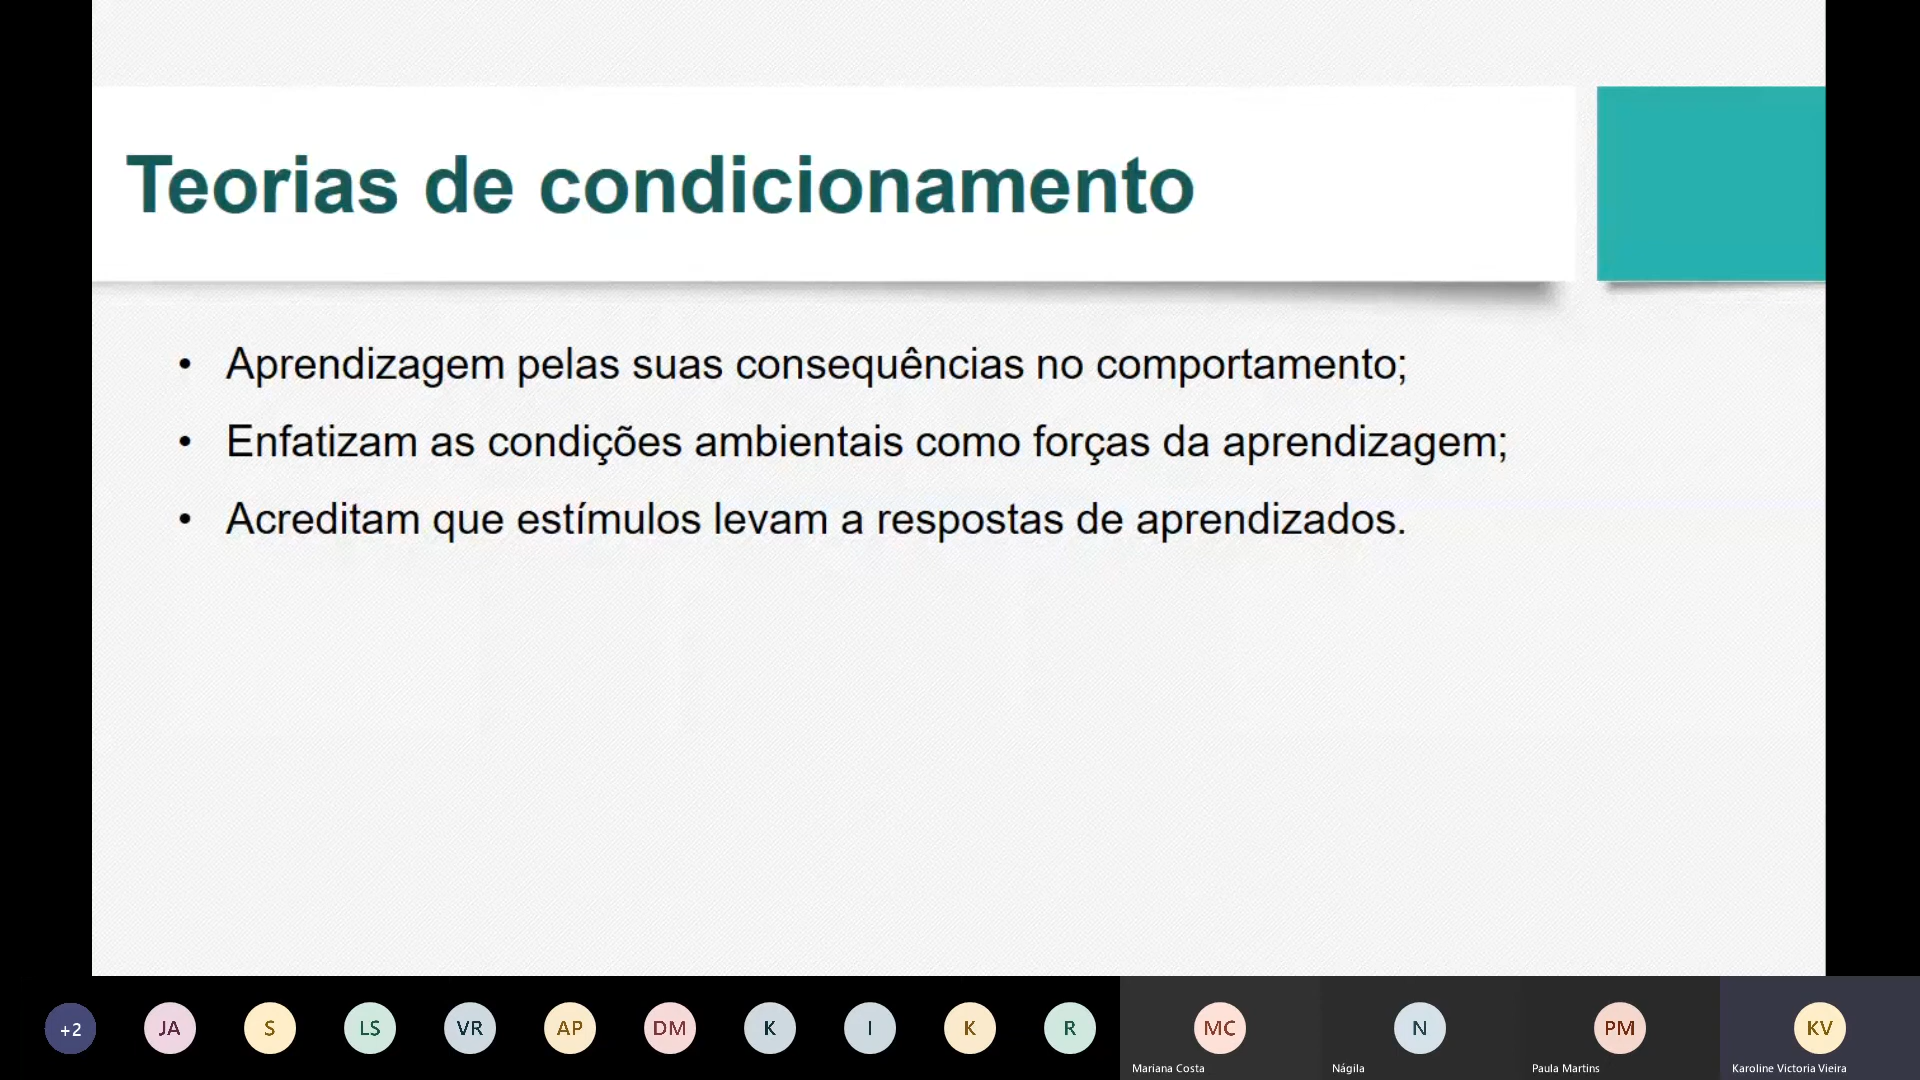 Teorias de condicionamento
• Aprendizagem pelas suas consequências no comportamento;
• Enfatizam as condições ambientais como forças da aprendizagem;
• Acreditam que estímulos levam a respostas de aprendizados.
+2 JA S LS VR AP DM K I K R MC N PM KV
Mariana Costa Nágila Paula Martins Karoline Victoria Vieira